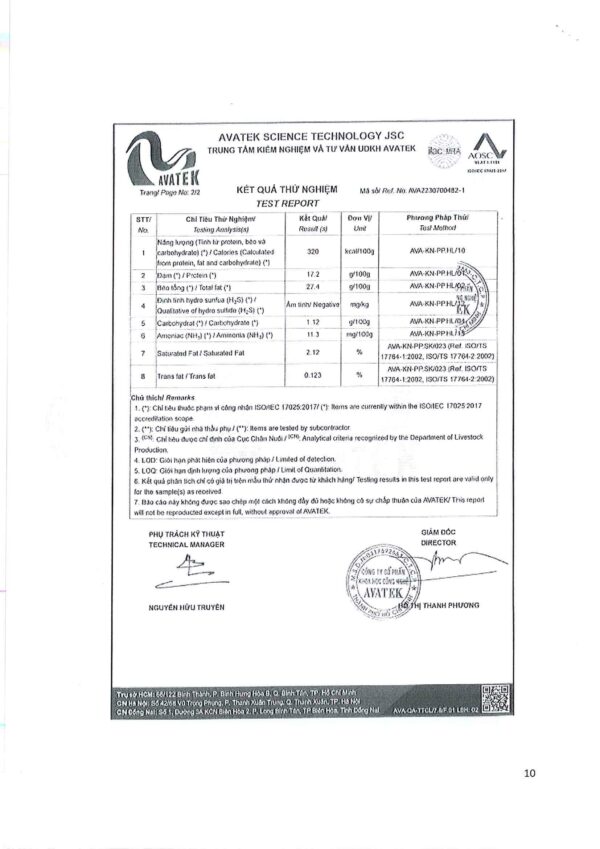 AVATEK SCIENCE TECHNOLOGY JSC
TRUNG TÂM KIỂM NGHIỆM VÀ TƯ VẤN UDKH AVATEK
AVATEK
AOSC
Trang/ Page No: 2/2
KẾT QUẢ THỬ NGHIỆM
Mã số/ Ref. No. AVA2230700482-1
TEST REPORT
STT/ No. Chỉ Tiêu Thử Nghiệm/ Testing Analysis(s) Kết Quả/ Result (s) Đơn Vị/ Unit Phương Pháp Thử/ Test Method
1 Năng lượng (Tính từ protein, béo và carbohydrate) (*) / Calories (Calculated from protein, fat and carbohydrate) (*) 320 kcal/100g AVA-KN-PP.HL/10
2 Đạm (*) / Protein (*) 17.2 g/100g AVA-KN-PP.HL/01
3 Béo tổng (*) / Total fat (*) 27.4 g/100g AVA-KN-PP.HL/02
4 Định tính hydro sunfua (H₂S) (*) / Qualitative of hydro sulfide (H₂S) (*) Âm tính/ Negative mg/kg AVA-KN-PP.HL/
5 Carbohydrat (*) / Carbohydrate (*) 1.12 g/100g AVA-KN-PP.HL/
6 Amoniac (NH₃) (*) / Ammonia (NH₃) (*) 11.3 mg/100g AVA-KN-PP.HL/
7 Saturated Fat / Saturated Fat 2.12 % AVA-KN-PP.SK/023 (Ref. ISO/TS 17764-1:2002, ISO/TS 17764-2:2002)
8 Trans fat / Trans fat 0.123 % AVA-KN-PP.SK/023 (Ref. ISO/TS 17764-1:2002, ISO/TS 17764-2:2002)
Chú thích/ Remarks
1. (*): Chỉ tiêu thuộc phạm vi công nhận ISO/IEC 17025:2017/ (*): Items are currently within the ISO/IEC 17025:2017
accreditation scope.
2. (**): Chỉ tiêu gửi nhà thầu phụ / (**): Items are tested by subcontractor.
3. (CN): Chỉ tiêu được chỉ định của Cục Chăn Nuôi / (CN): Analytical criteria recognized by the Department of Livestock
Production.
4. LOD: Giới hạn phát hiện của phương pháp / Limited of detection.
5. LOQ: Giới hạn định lượng của phương pháp / Limit of Quantitation.
6. Kết quả phân tích chỉ có giá trị trên mẫu thử nhận được từ khách hàng/ Testing results in this test report are valid only
for the sample(s) as received.
7. Báo cáo này không được sao chép một cách không đầy đủ hoặc không có sự chấp thuận của AVATEK/ This report
will not be reproduced except in full, without approval of AVATEK.
PHỤ TRÁCH KỸ THUẬT
TECHNICAL MANAGER
GIÁM ĐỐC
DIRECTOR
CÔNG TY CỔ PHẦN
KHOA HỌC CÔNG NGHỆ
AVATEK
NGUYỄN HỮU TRUYỀN
THỊ THANH PHƯƠNG
Trụ sở HCM: 66/122 Bình Thành, P. Bình Hưng Hòa B, Q. Bình Tân, TP. Hồ Chí Minh
CN Hà Nội: Số 42/68 Vũ Trọng Phụng, P. Thanh Xuân Trung, Q. Thanh Xuân, TP. Hà Nội
CN Đồng Nai: Số 1, Đường 3A KCN Biên Hòa 2, P. Long Bình Tân, TP Biên Hòa, Tỉnh Đồng Nai
10